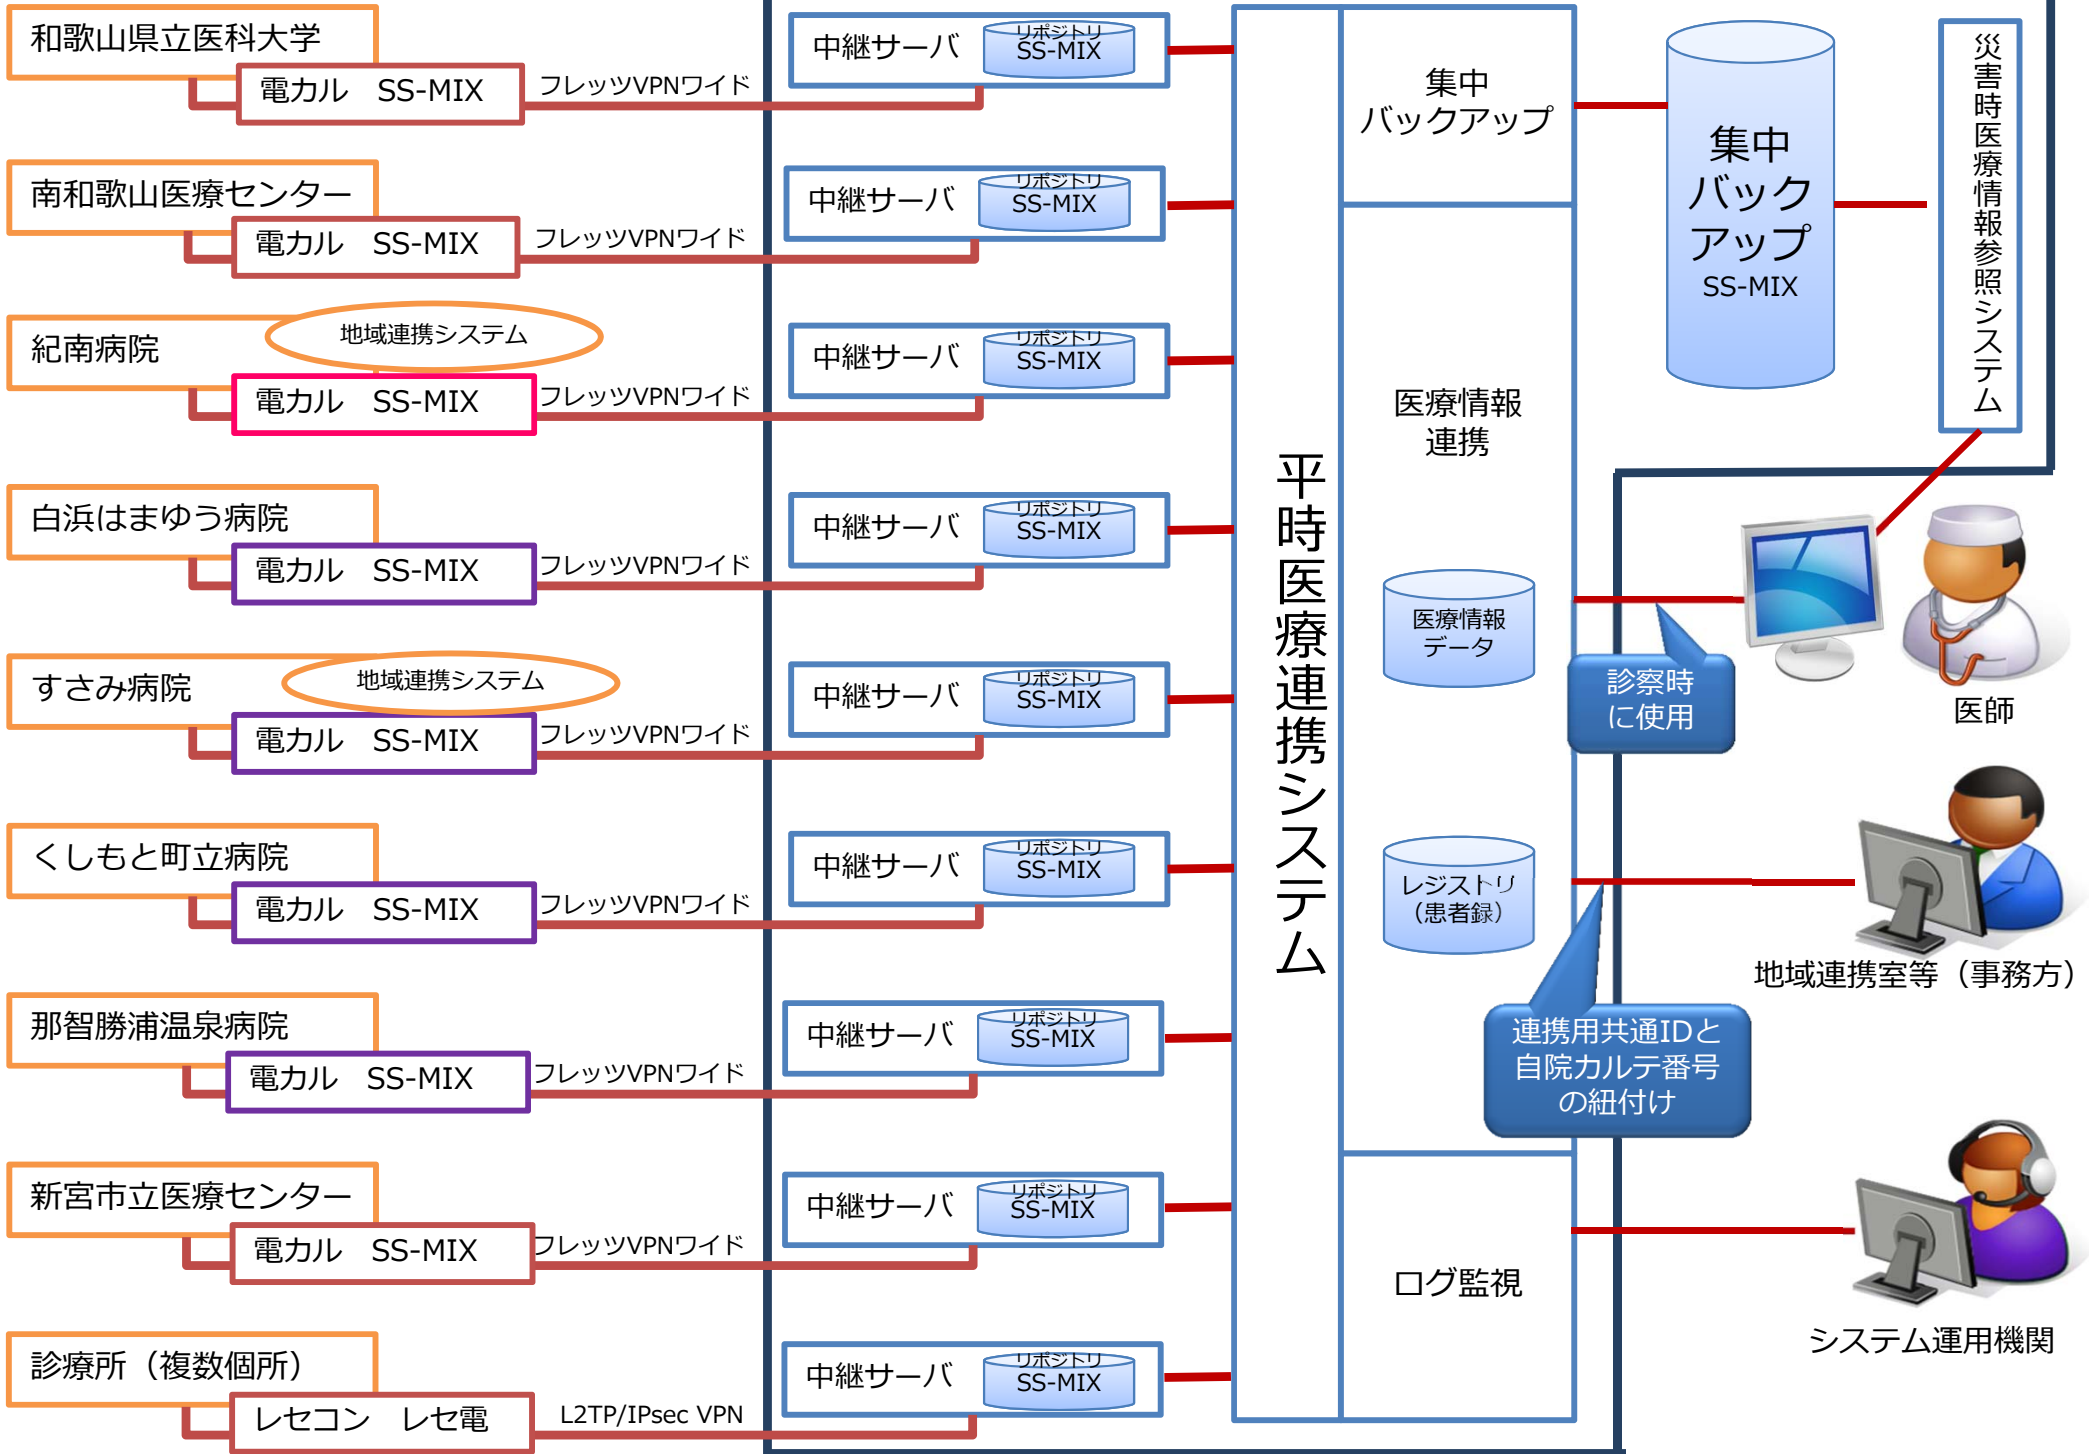 和歌山県立医科大学
電カル　SS-MIX
フレッツVPNワイド
中継サーバ
リポジトリ
SS-MIX
南和歌山医療センター
電カル　SS-MIX
フレッツVPNワイド
中継サーバ
リポジトリ
SS-MIX
紀南病院
地域連携システム
電カル　SS-MIX
フレッツVPNワイド
中継サーバ
リポジトリ
SS-MIX
白浜はまゆう病院
電カル　SS-MIX
フレッツVPNワイド
中継サーバ
リポジトリ
SS-MIX
すさみ病院
地域連携システム
電カル　SS-MIX
フレッツVPNワイド
中継サーバ
リポジトリ
SS-MIX
くしもと町立病院
電カル　SS-MIX
フレッツVPNワイド
中継サーバ
リポジトリ
SS-MIX
那智勝浦温泉病院
電カル　SS-MIX
フレッツVPNワイド
中継サーバ
リポジトリ
SS-MIX
新宮市立医療センター
電カル　SS-MIX
フレッツVPNワイド
中継サーバ
リポジトリ
SS-MIX
診療所（複数個所）
レセコン　レセ電
L2TP/IPsec VPN
中継サーバ
リポジトリ
SS-MIX
平時医療連携システム
集中
バックアップ
医療情報
連携
医療情報
データ
レジストリ
（患者録）
ログ監視
集中
バック
アップ
SS-MIX
災害時医療情報参照システム
診察時
に使用
医師
地域連携室等（事務方）
連携用共通IDと
自院カルテ番号
の紐付け
システム運用機関